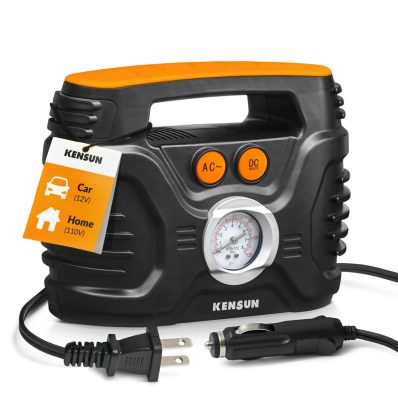 KENSUN
Car
(12V)
Home
(110V)
AC~
DC
KENSUN